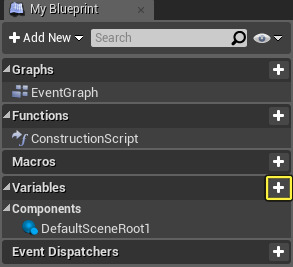 My Blueprint
Add New
Search
Graphs
EventGraph
Functions
ConstructionScript
Macros
Variables
Components
DefaultSceneRoot1
Event Dispatchers